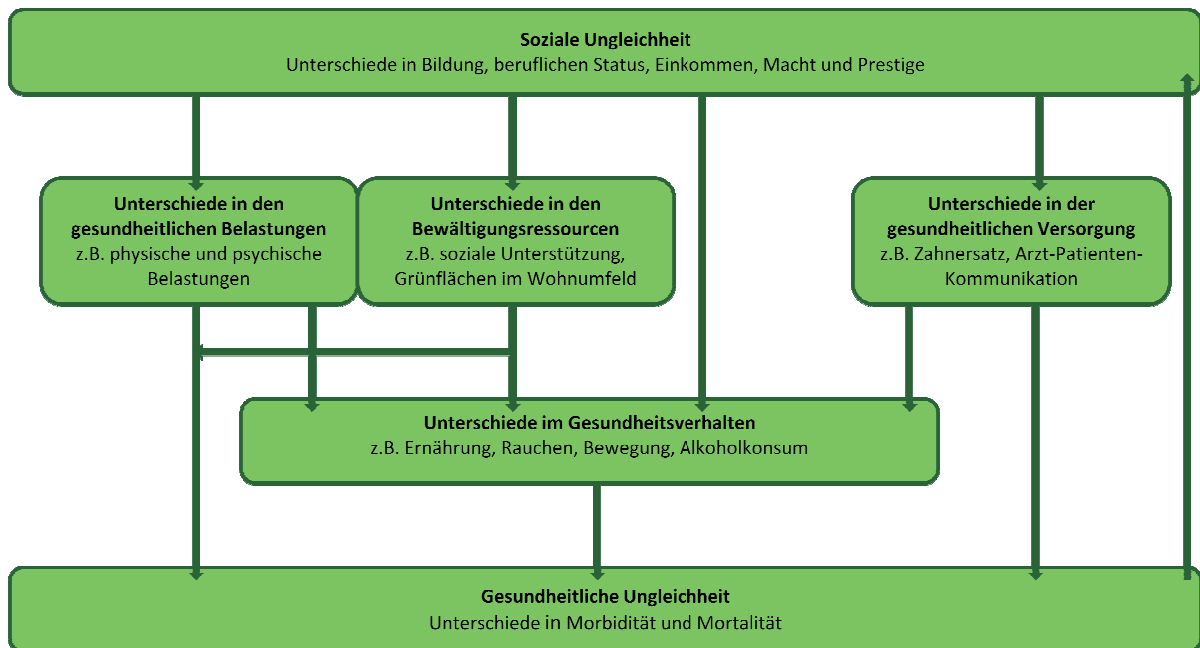 Soziale Ungleichheit
Unterschiede in Bildung, beruflichen Status, Einkommen, Macht und Prestige
Unterschiede in den
gesundheitlichen Belastungen
z.B. physische und psychische
Belastungen
Unterschiede in den
Bewältigungsressourcen
z.B. soziale Unterstützung,
Grünflächen im Wohnumfeld
Unterschiede in der
gesundheitlichen Versorgung
z.B. Zahnersatz, Arzt-Patienten-
Kommunikation
Unterschiede im Gesundheitsverhalten
z.B. Ernährung, Rauchen, Bewegung, Alkoholkonsum
Gesundheitliche Ungleichheit
Unterschiede in Morbidität und Mortalität